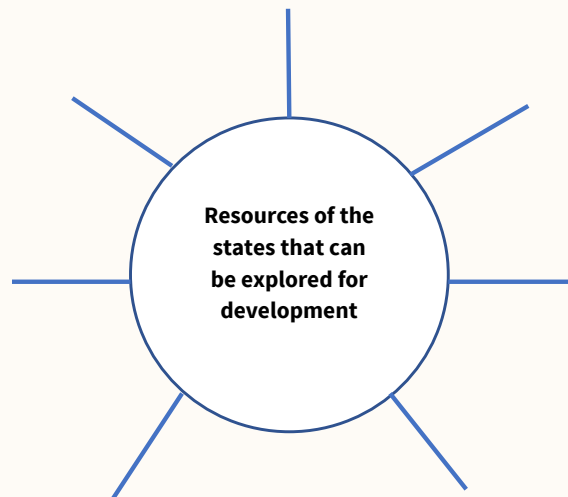 Resources of the
states that can
be explored for
development